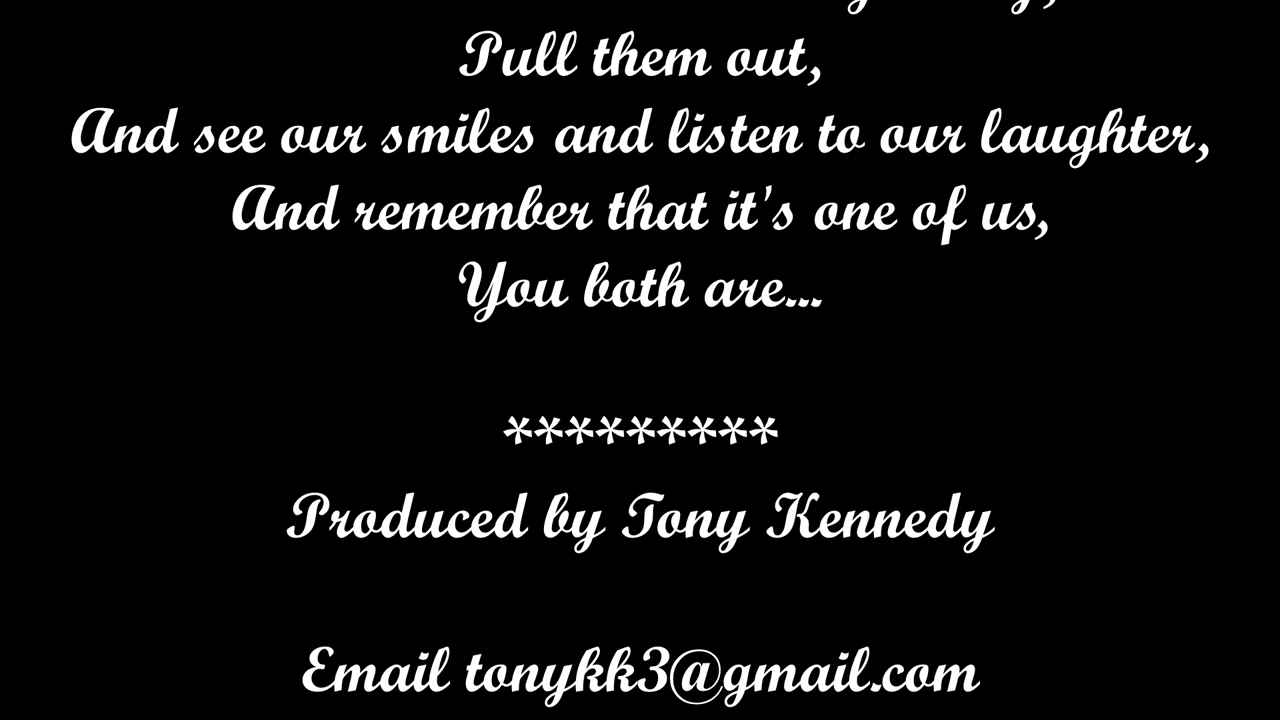 Pull them out,
And see our smiles and listen to our laughter,
And remember that it's one of us,
You both are...
*********
Produced by Tony Kennedy
Email tonykk3@gmail.com